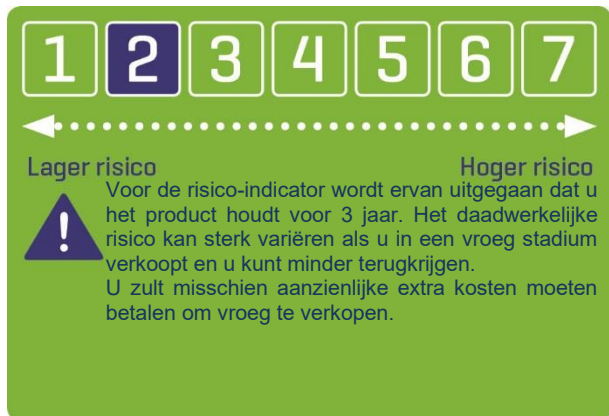 1 2 3 4 5 6 7
Lager risico Hoger risico
Voor de risico-indicator wordt ervan uitgegaan dat u
het product houdt voor 3 jaar. Het daadwerkelijke
risico kan sterk variëren als u in een vroeg stadium
verkoopt en u kunt minder terugkrijgen.
U zult misschien aanzienlijke extra kosten moeten
betalen om vroeg te verkopen.